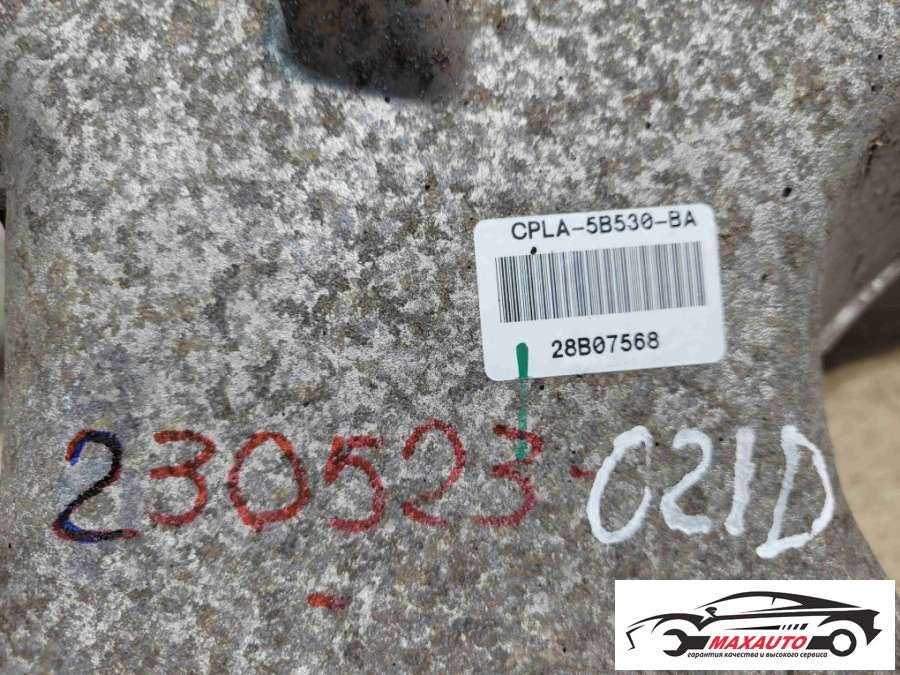 CPLA-5B530-BA
28B07568
230523-021D
MAXAUTO
гарантия качества и высокого сервиса